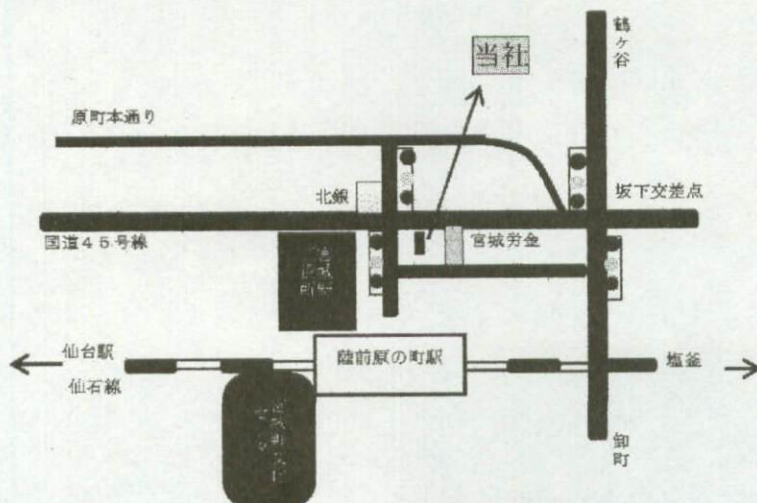 鶴ヶ谷
当社
原町本通り
北銀
坂下交差点
国道45号線
宮城労金
仙台駅
陸前原の町駅
塩釜
仙石線
卸町